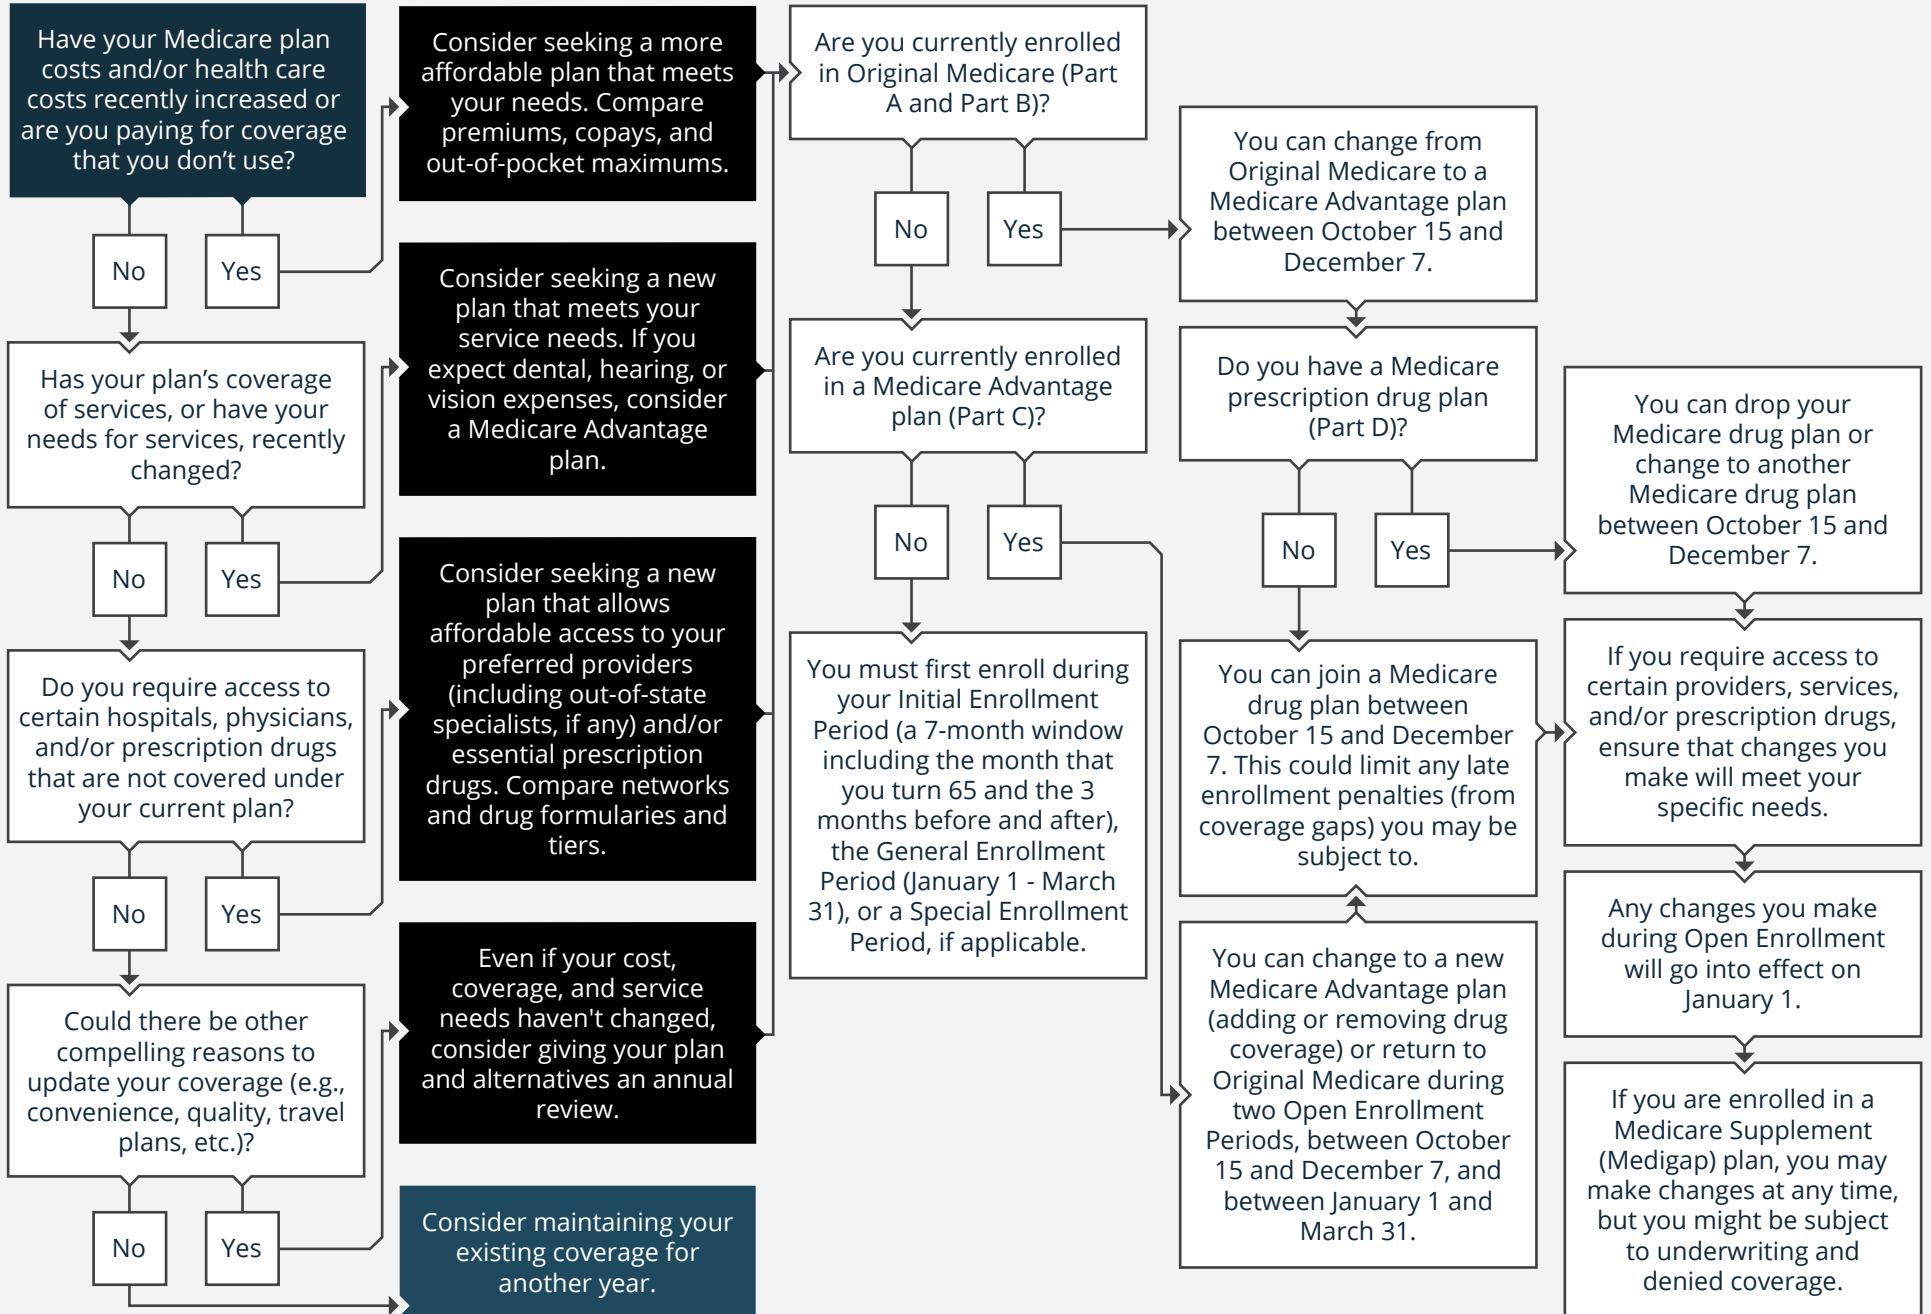 Have your Medicare plan
costs and/or health care
costs recently increased or
are you paying for coverage
that you don’t use?
No
Yes
Consider seeking a more
affordable plan that meets
your needs. Compare
premiums, copays, and
out-of-pocket maximums.
Has your plan’s coverage
of services, or have your
needs for services, recently
changed?
No
Yes
Consider seeking a new
plan that meets your
service needs. If you
expect dental, hearing, or
vision expenses, consider
a Medicare Advantage
plan.
Do you require access to
certain hospitals, physicians,
and/or prescription drugs
that are not covered under
your current plan?
No
Yes
Consider seeking a new
plan that allows
affordable access to your
preferred providers
(including out-of-state
specialists, if any) and/or
essential prescription
drugs. Compare networks
and drug formularies and
tiers.
Could there be other
compelling reasons to
update your coverage (e.g.,
convenience, quality, travel
plans, etc.)?
No
Yes
Even if your cost,
coverage, and service
needs haven't changed,
consider giving your plan
and alternatives an annual
review.
Consider maintaining your
existing coverage for
another year.
Are you currently enrolled
in Original Medicare (Part
A and Part B)?
No
Yes
Are you currently enrolled
in a Medicare Advantage
plan (Part C)?
No
Yes
You must first enroll during
your Initial Enrollment
Period (a 7-month window
including the month that
you turn 65 and the 3
months before and after),
the General Enrollment
Period (January 1 - March
31), or a Special Enrollment
Period, if applicable.
You can change from
Original Medicare to a
Medicare Advantage plan
between October 15 and
December 7.
Do you have a Medicare
prescription drug plan
(Part D)?
No
Yes
You can join a Medicare
drug plan between
October 15 and December
7. This could limit any late
enrollment penalties (from
coverage gaps) you may be
subject to.
You can change to a new
Medicare Advantage plan
(adding or removing drug
coverage) or return to
Original Medicare during
two Open Enrollment
Periods, between October
15 and December 7, and
between January 1 and
March 31.
You can drop your
Medicare drug plan or
change to another
Medicare drug plan
between October 15 and
December 7.
If you require access to
certain providers, services,
and/or prescription drugs,
ensure that changes you
make will meet your
specific needs.
Any changes you make
during Open Enrollment
will go into effect on
January 1.
If you are enrolled in a
Medicare Supplement
(Medigap) plan, you may
make changes at any time,
but you might be subject
to underwriting and
denied coverage.